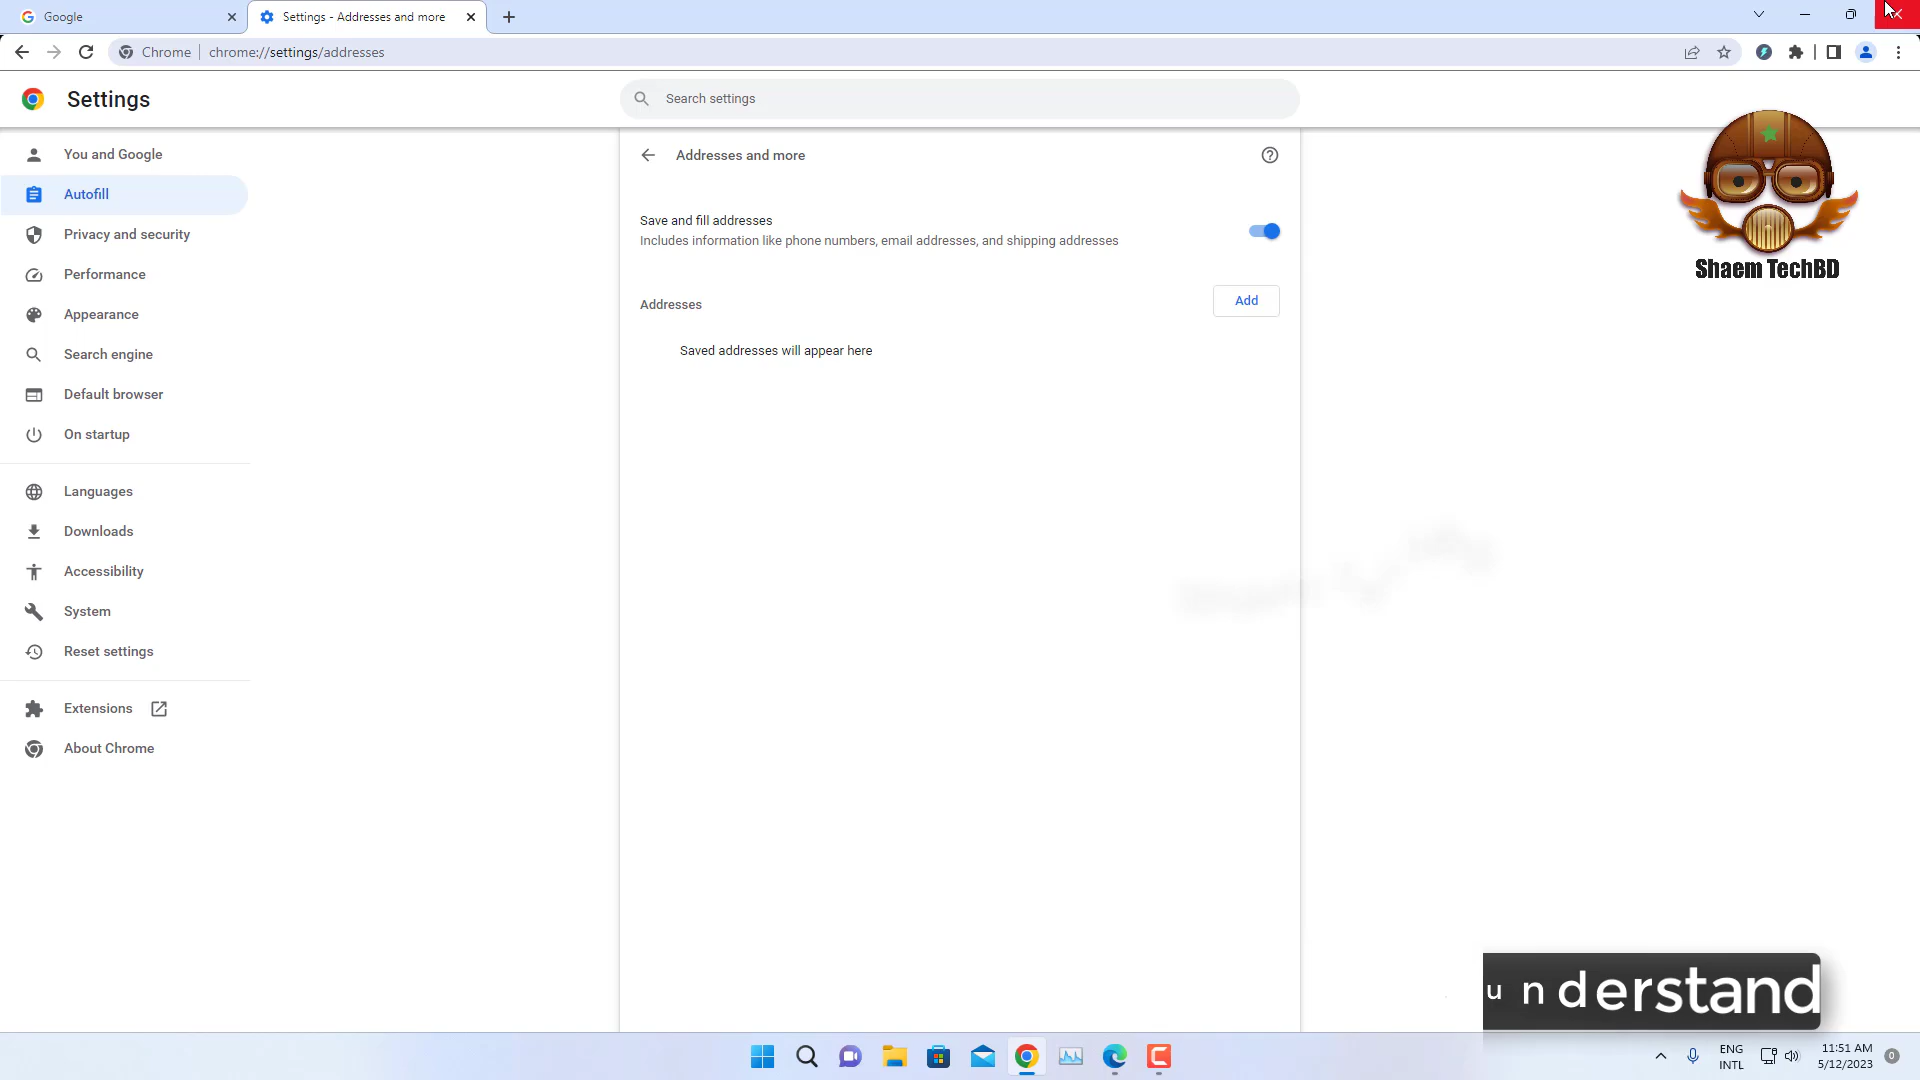 Google
Settings - Addresses and more
Chrome
chrome://settings/addresses
Settings
Search settings
You and Google
Autofill
Privacy and security
Performance
Appearance
Search engine
Default browser
On startup
Languages
Downloads
Accessibility
System
Reset settings
Extensions
About Chrome
Addresses and more
Save and fill addresses
Includes information like phone numbers, email addresses, and shipping addresses
Addresses
Add
Saved addresses will appear here
Shaem TechBD
understand
ENG
INTL
11:51 AM
5/12/2023
0